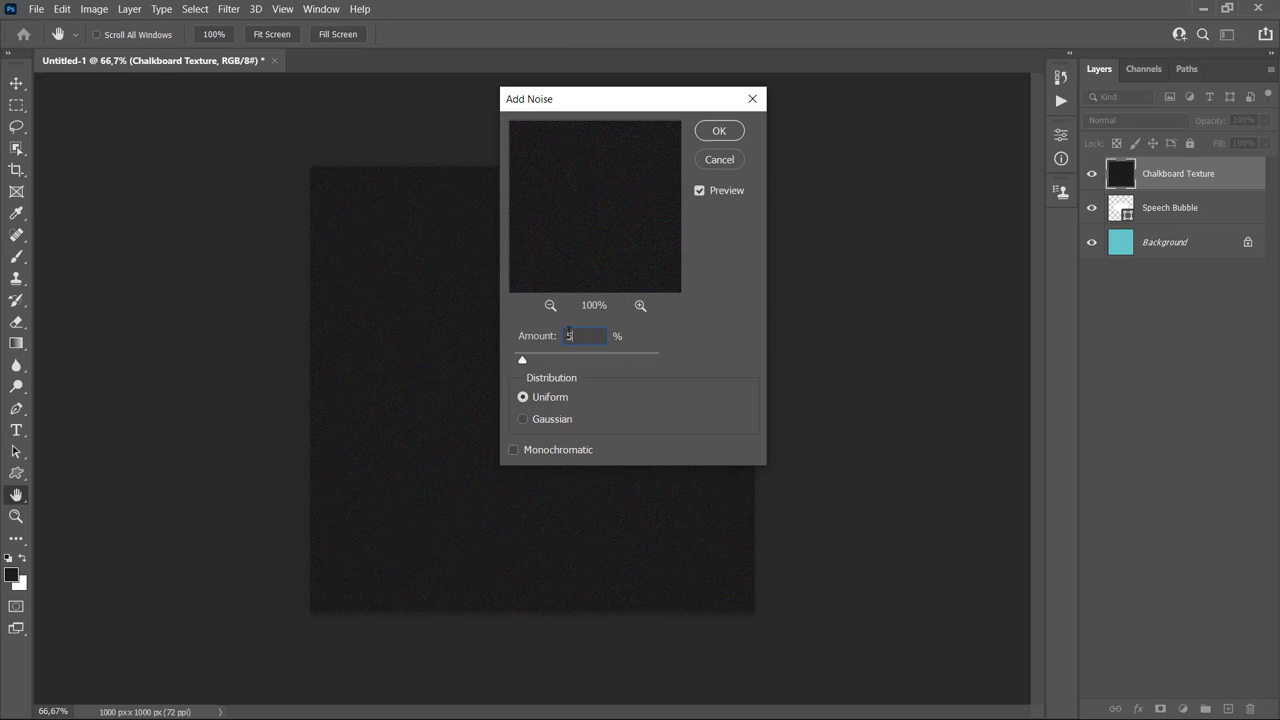 Ps File Edit Image Layer Type Select Filter 3D View Window Help
Scroll All Windows 100% Fit Screen Fill Screen
Untitled-1 @ 66,7% (Chalkboard Texture, RGB/8#) *
Layers Channels Paths
Kind
Normal Opacity: 100%
Lock: Fill: 100%
Chalkboard Texture
Speech Bubble
Background
Add Noise
OK
Cancel
Preview
100%
Amount: 5 %
Distribution
Uniform
Gaussian
Monochromatic
66,67% 1000 px x 1000 px (72 ppi)